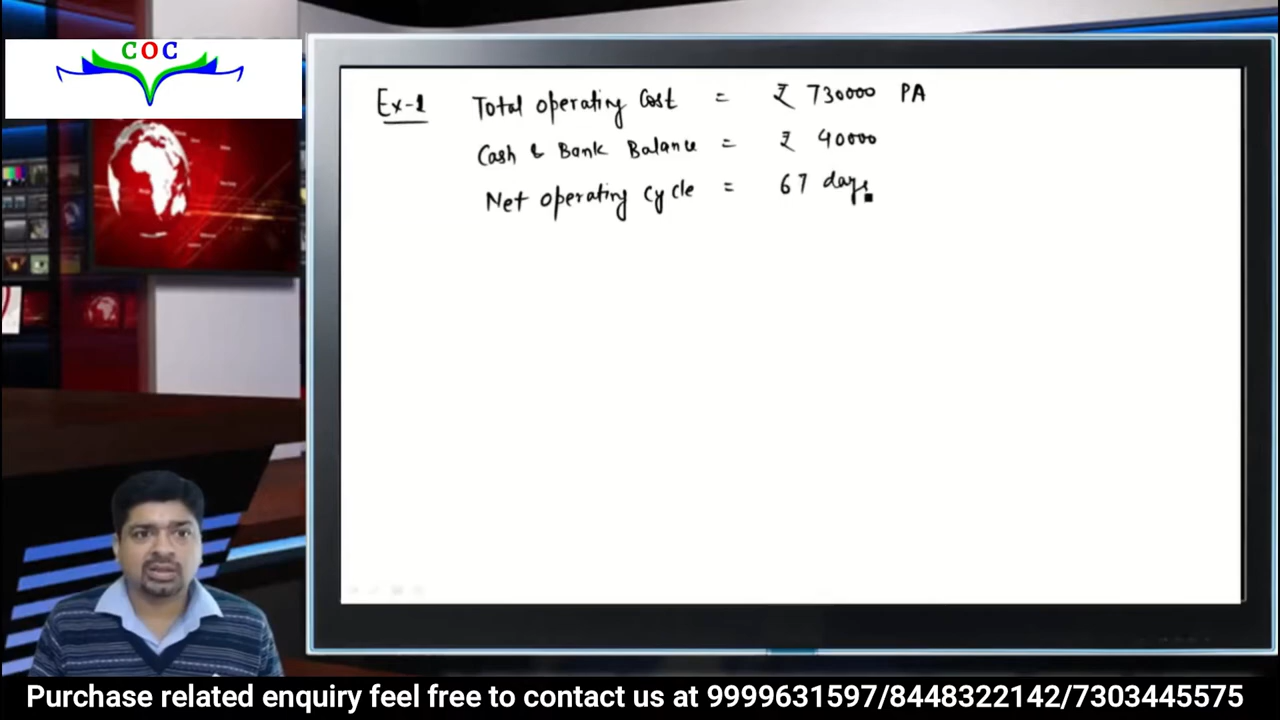 COC
Ex-1 Total operating Cost = ₹ 730000 PA
Cash & Bank Balance = ₹ 40000
Net operating Cycle = 67 days
Purchase related enquiry feel free to contact us at 9999631597/8448322142/7303445575